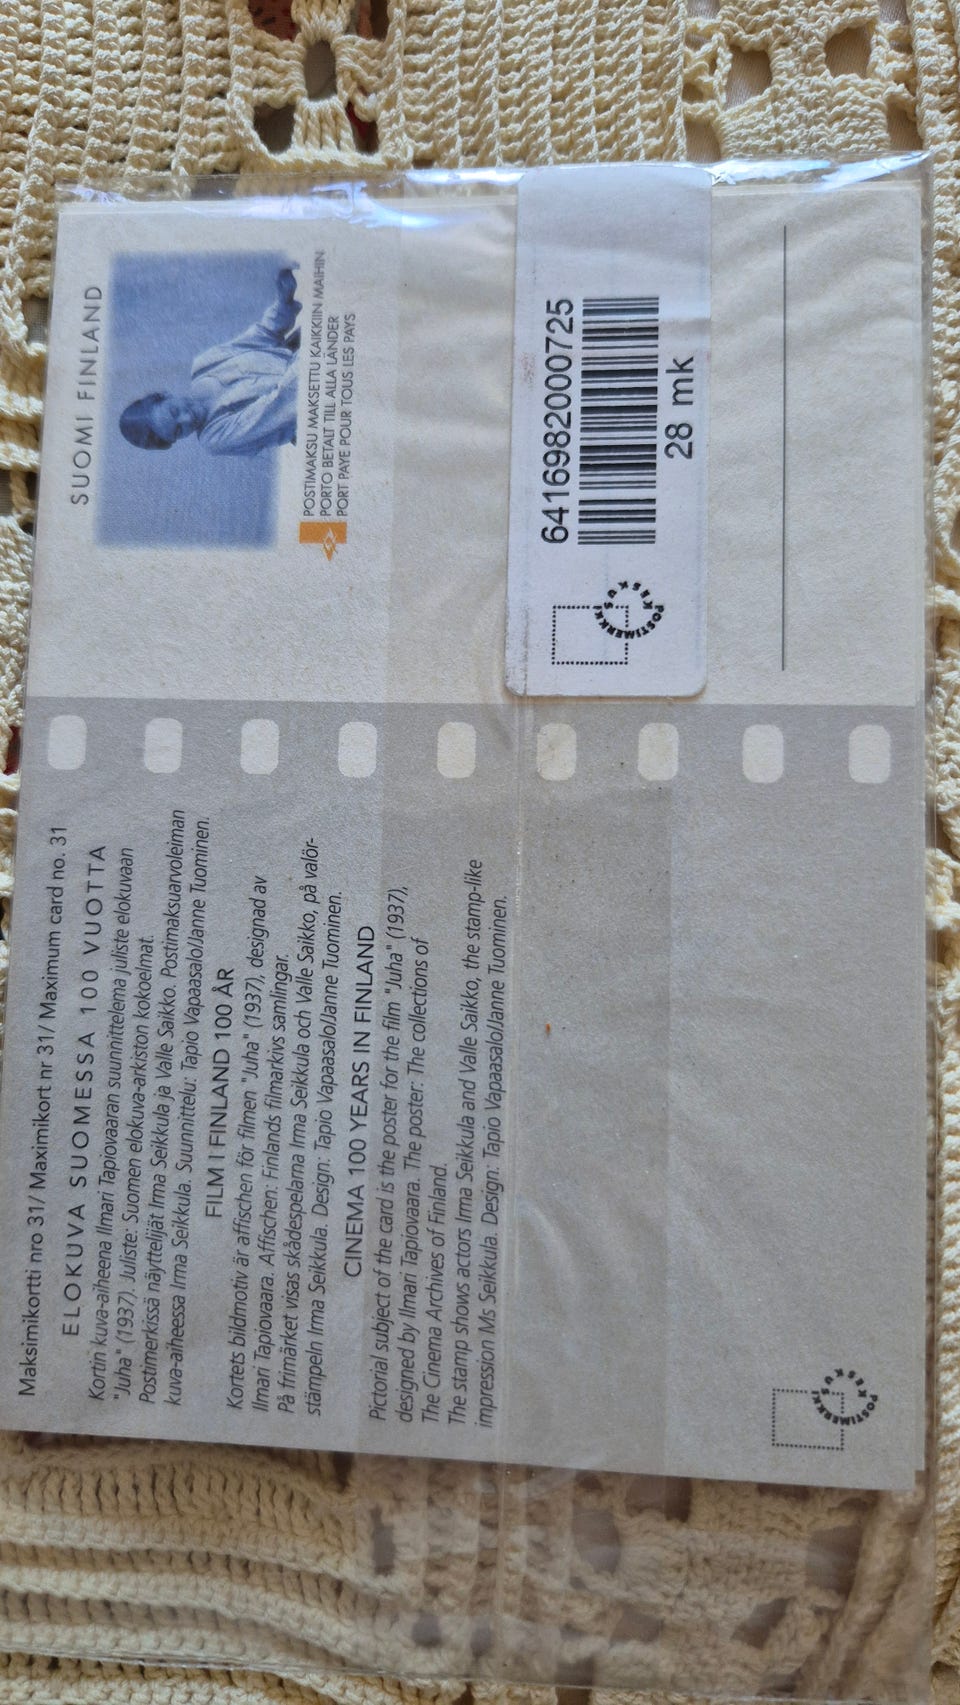 Maksimikortti nro 31/ Maximikort nr 31/ Maximum card no. 31
ELOKUVA SUOMESSA 100 VUOTTA
Kortin kuva-aiheena Ilmari Tapiovaaran suunnittelema juliste elokuvaan
"Juha" (1937). Juliste: Suomen elokuva-arkiston kokoelmat.
Postimerkissä näyttelijät Irma Seikkula ja Valle Saikko. Postimaksuarvoleiman
kuva-aiheessa Irma Seikkula. Suunnittelu: Tapio Vapaasalo/Janne Tuominen.
FILM I FINLAND 100 ÅR
Kortets bildmotiv är affischen för filmen "Juha" (1937), designad av
Ilmari Tapiovaara. Affischen: Finlands filmarkivs samlingar.
På frimärket visas skådespelarna Irma Seikkula och Valle Saikko, på valör-
stämpeln Irma Seikkula. Design: Tapio Vapaasalo/Janne Tuominen.
CINEMA 100 YEARS IN FINLAND
Pictorial subject of the card is the poster for the film "Juha" (1937),
designed by Ilmari Tapiovaara. The poster: The collections of
The Cinema Archives of Finland.
The stamp shows actors Irma Seikkula and Valle Saikko, the stamp-like
impression Ms Seikkula. Design: Tapio Vapaasalo/Janne Tuominen.
POSTIMERKKIKESKUS
SUOMI FINLAND
POSTIMAKSU MAKSETTU KAIKKIIN MAIHIN
PORTO BETALT TILL ALLA LÄNDER
PORT PAYE POUR TOUS LES PAYS
POSTIMERKKIKESKUS
6416982000725
28 mk